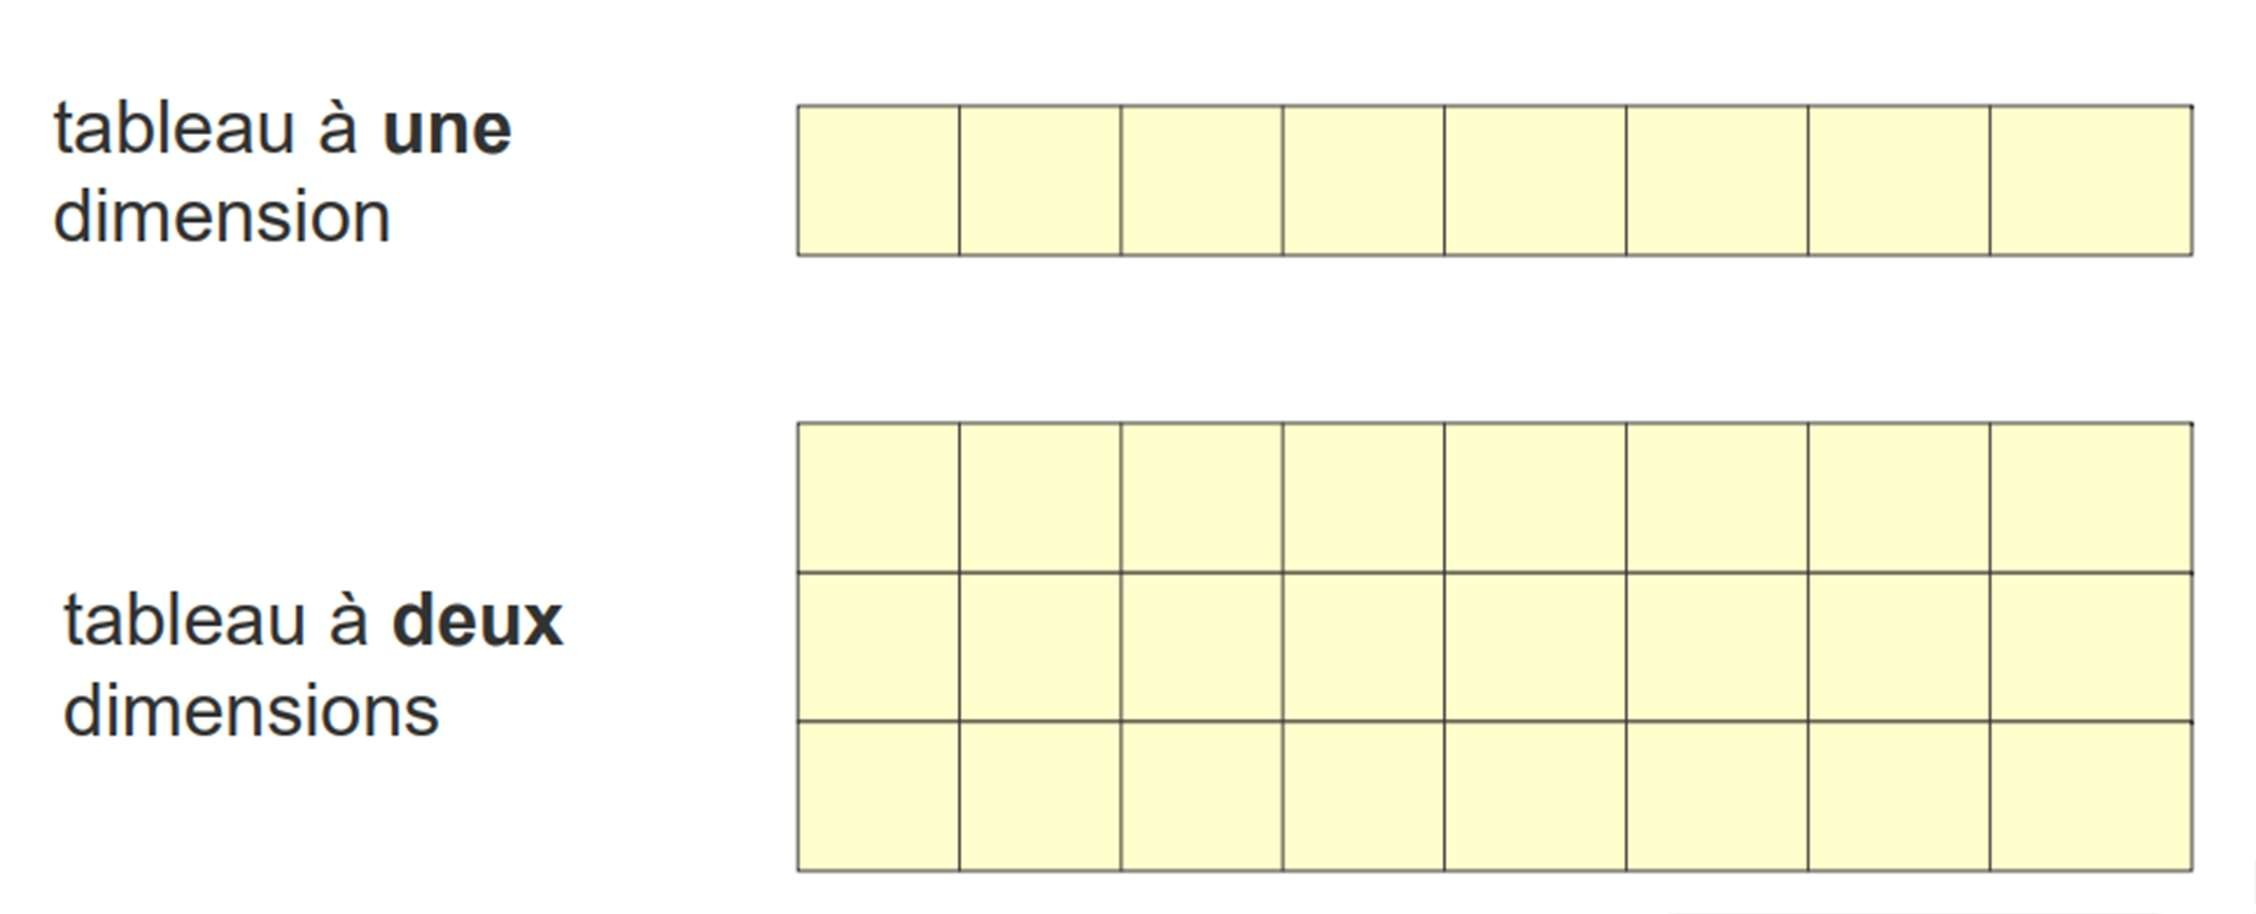 tableau à une
dimension
tableau à deux
dimensions